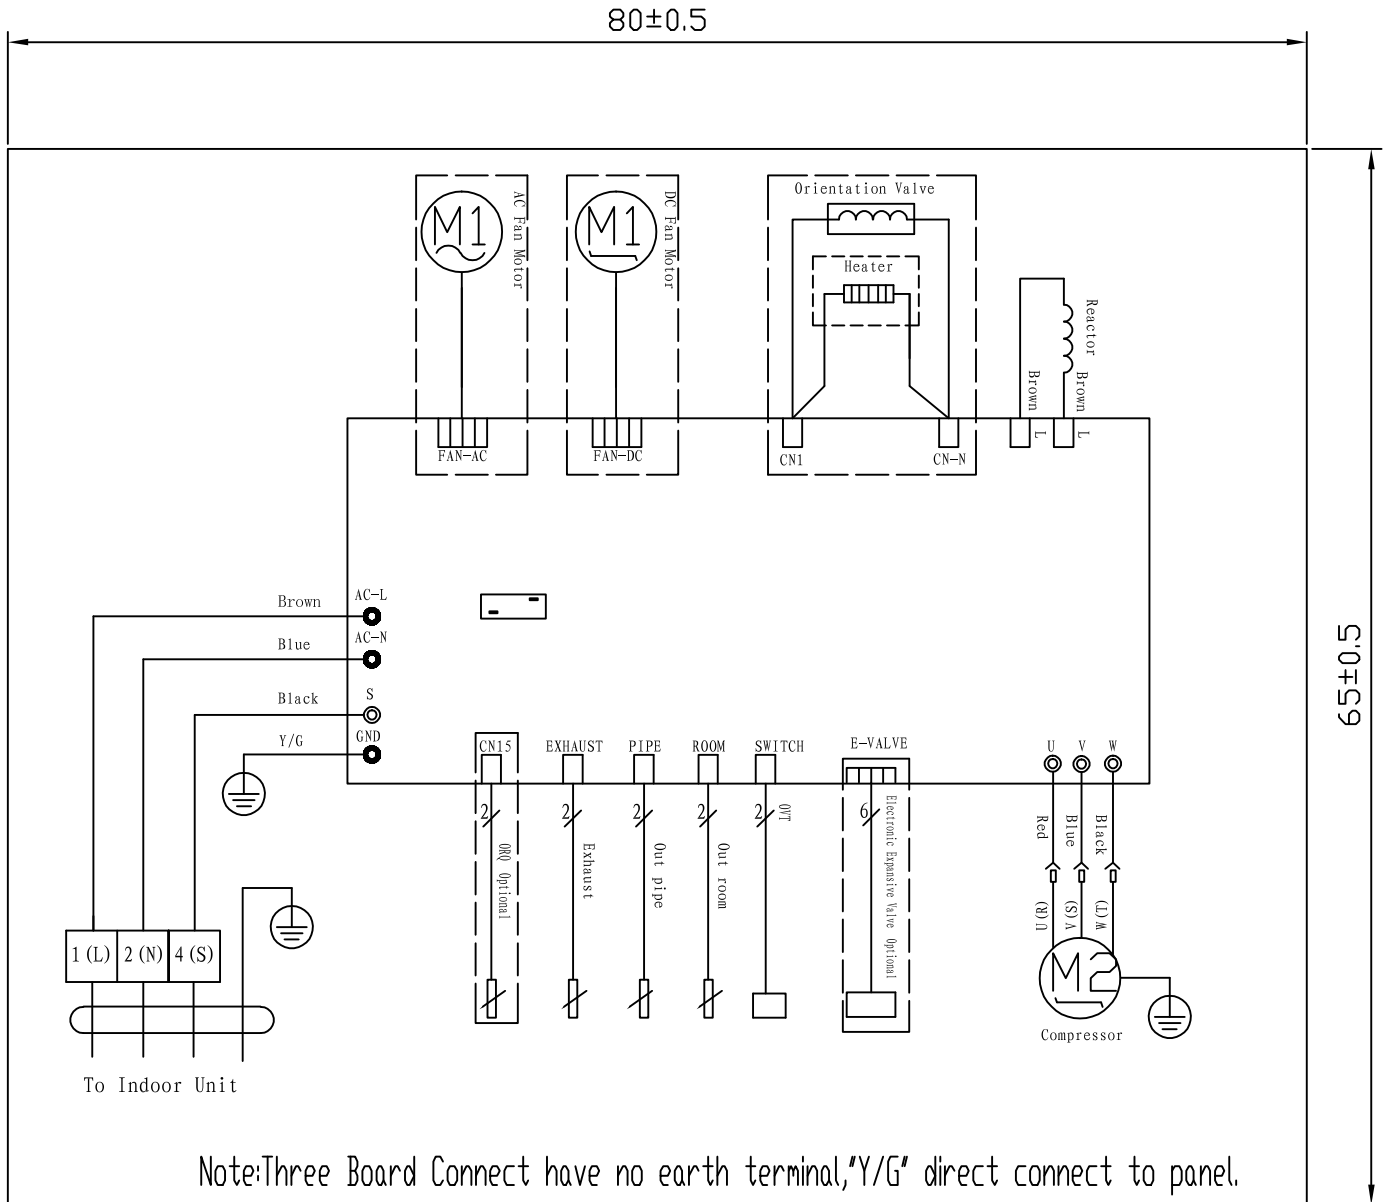 80±0.5
65±0.5
M1
AC Fan Motor
FAN-AC
M1
DC Fan Motor
FAN-DC
Orientation Valve
Heater
CN1
CN-N
Reactor
Brown
Brown
L
L
Brown
AC-L
Blue
AC-N
Black
S
Y/G
GND
CN15
EXHAUST
PIPE
ROOM
SWITCH
E-VALVE
U
V
W
2
2
2
2
2
6
ORQ Optional
Exhaust
Out pipe
Out room
OVT
Electronic Expansive Valve Optional
Red
Blue
Black
U(R)
V(S)
W(T)
M2
Compressor
1(L)
2(N)
4(S)
To Indoor Unit
Note:Three Board Connect have no earth terminal,"Y/G" direct connect to panel.